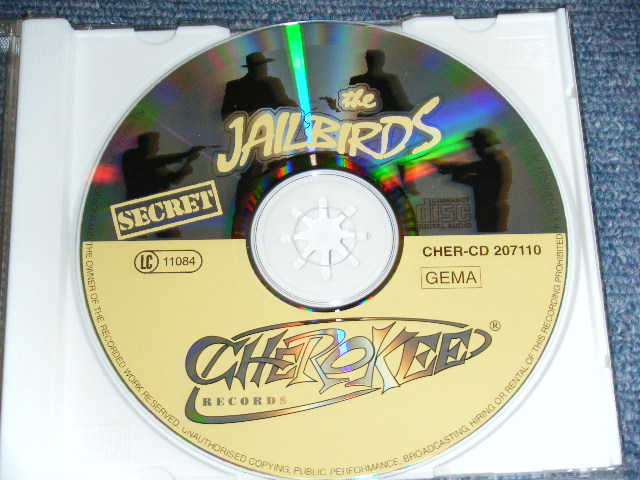 the
JAILBIRDS
SECRET
COMPACT
disc
DIGITAL AUDIO
LC 11084
CHER-CD 207110
GEMA
CHEROKEE®
RECORDS
THE OWNER OF THE RECORDED WORK RESERVED. UNAUTHORISED COPYING, PUBLIC PERFORMANCE, BROADCASTING, HIRING OR RENTAL OF THIS RECORDING PROHIBITED